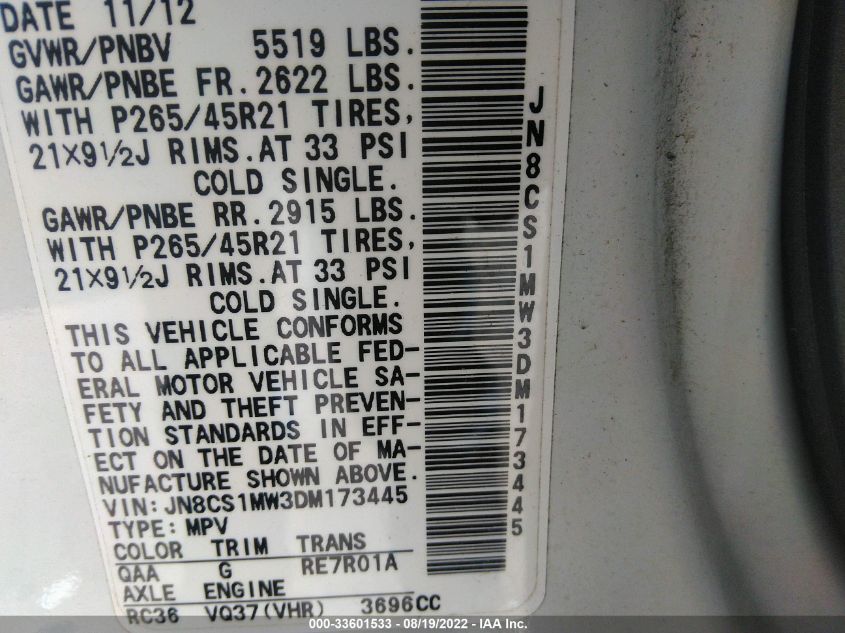 DATE 11/12
GVWR/PNBV 5519 LBS.
GAWR/PNBE FR.2622 LBS.
WITH P265/45R21 TIRES,
21X9½J RIMS.AT 33 PSI
COLD SINGLE.
GAWR/PNBE RR.2915 LBS.
WITH P265/45R21 TIRES,
21X9½J RIMS.AT 33 PSI
COLD SINGLE.
THIS VEHICLE CONFORMS
TO ALL APPLICABLE FED-
ERAL MOTOR VEHICLE SA-
FETY AND THEFT PREVEN-
TION STANDARDS IN EFF-
ECT ON THE DATE OF MA-
NUFACTURE SHOWN ABOVE.
VIN:JN8CS1MW3DM173445
TYPE:MPV
COLOR TRIM TRANS
QAA G RE7R01A
AXLE ENGINE
RC36 VQ37(VHR) 3696CC
JN8CS1MW3DM173445
000-33601533 - 08/19/2022 - IAA Inc.